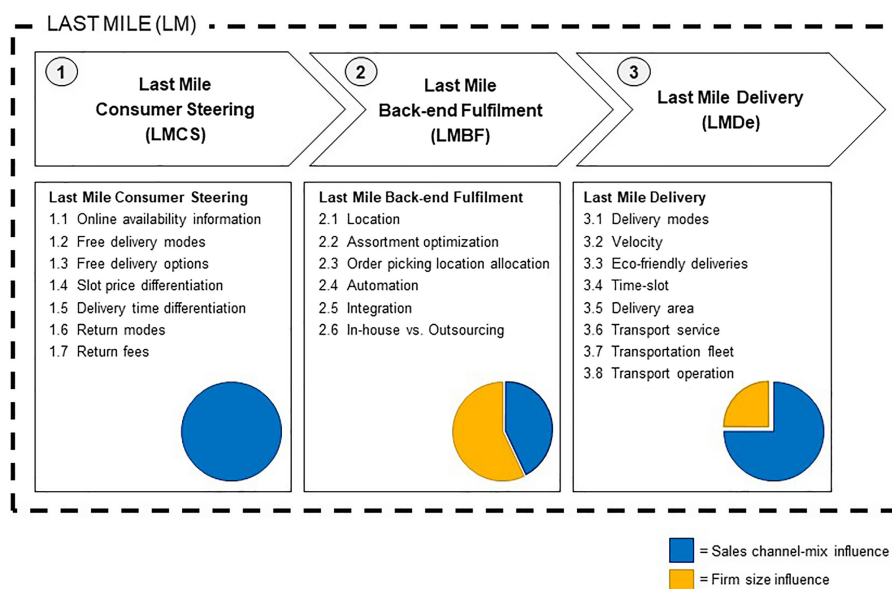 LAST MILE (LM)
1
Last Mile
Consumer Steering
(LMCS)
2
Last Mile
Back-end Fulfilment
(LMBF)
3
Last Mile Delivery
(LMDe)
Last Mile Consumer Steering
1.1 Online availability information
1.2 Free delivery modes
1.3 Free delivery options
1.4 Slot price differentiation
1.5 Delivery time differentiation
1.6 Return modes
1.7 Return fees
Last Mile Back-end Fulfilment
2.1 Location
2.2 Assortment optimization
2.3 Order picking location allocation
2.4 Automation
2.5 Integration
2.6 In-house vs. Outsourcing
Last Mile Delivery
3.1 Delivery modes
3.2 Velocity
3.3 Eco-friendly deliveries
3.4 Time-slot
3.5 Delivery area
3.6 Transport service
3.7 Transportation fleet
3.8 Transport operation
= Sales channel-mix influence
= Firm size influence